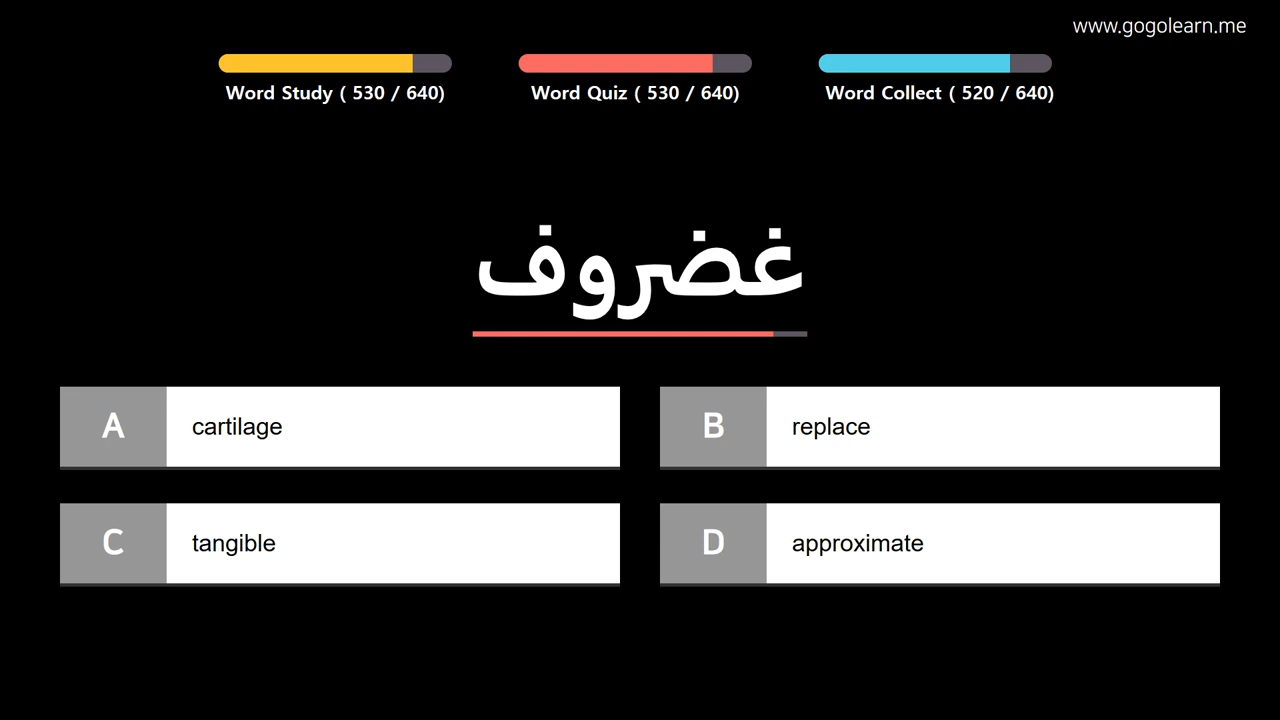 www.gogolearn.me
Word Study ( 530 / 640)
Word Quiz ( 530 / 640)
Word Collect ( 520 / 640)
غضروف
A cartilage
B replace
C tangible
D approximate